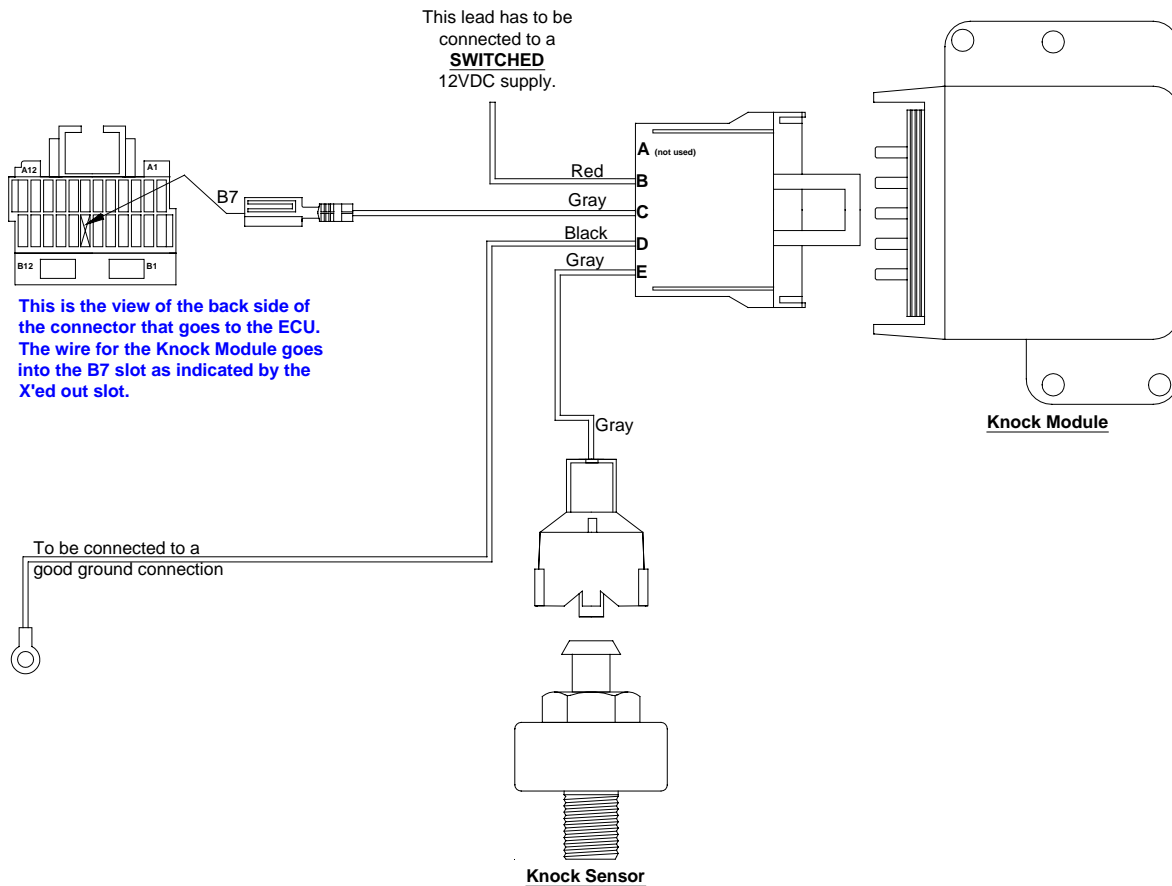 This lead has to be
connected to a
SWITCHED
12VDC supply.
A12
A1
B7
B12
B1
Red
Gray
Black
Gray
A (not used)
B
C
D
E
This is the view of the back side of
the connector that goes to the ECU.
The wire for the Knock Module goes
into the B7 slot as indicated by the
X'ed out slot.
Knock Module
Gray
To be connected to a
good ground connection
Knock Sensor